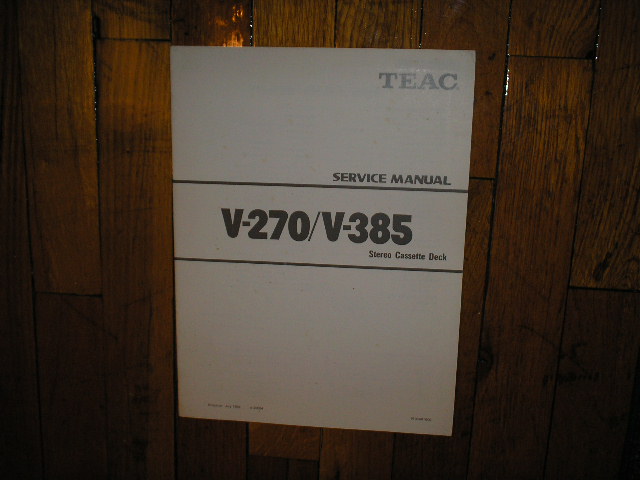 TEAC
SERVICE MANUAL
V-270/V-385
Stereo Cassette Deck